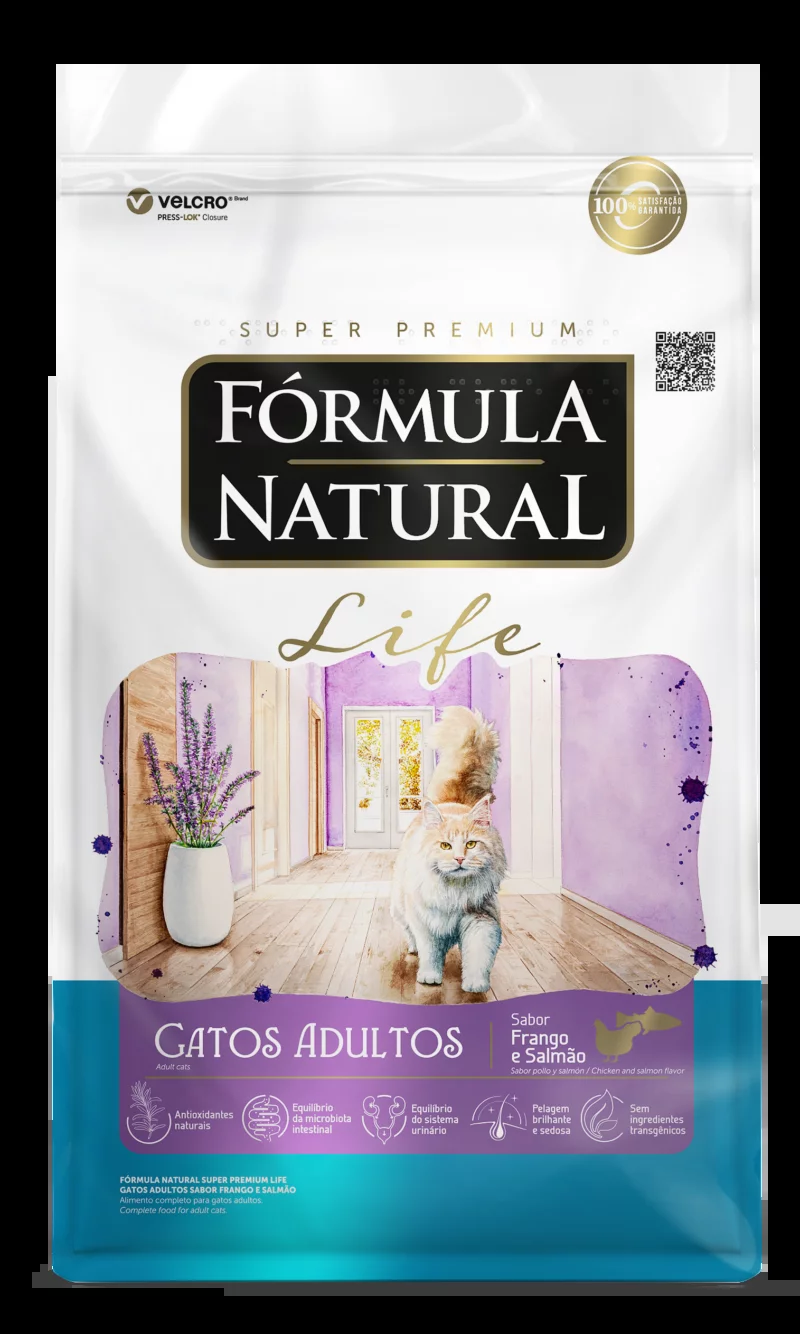 VELCRO® Brand
PRESS-LOK® Closure
100% SATISFAÇÃO
GARANTIDA
SUPER PREMIUM
FÓRMULA
NATURAL
Life
GATOS ADULTOS
Adult cats
Sabor
Frango
e Salmão
Sabor pollo y salmón / Chicken and salmon flavor
Antioxidantes
naturais
Equilíbrio
da microbiota
intestinal
Equilíbrio
do sistema
urinário
Pelagem
brilhante
e sedosa
Sem
ingredientes
transgênicos
FÓRMULA NATURAL SUPER PREMIUM LIFE
GATOS ADULTOS SABOR FRANGO E SALMÃO
Alimento completo para gatos adultos.
Complete food for adult cats.